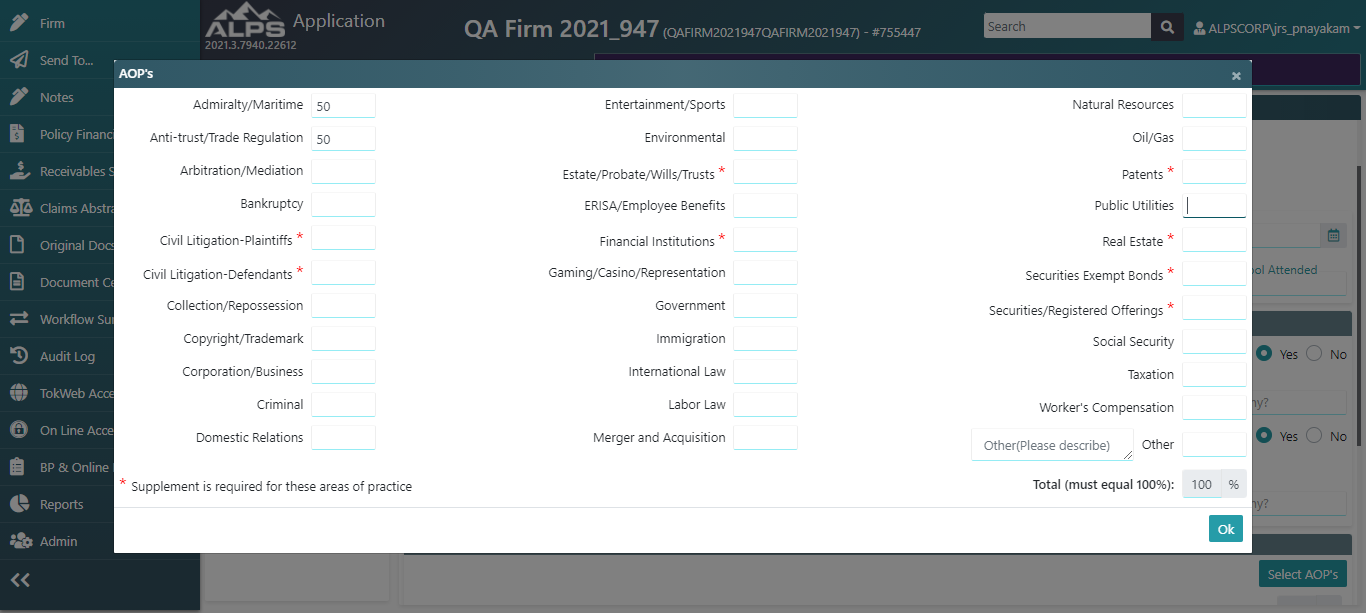 Firm
Send To...
Notes
Policy Financ
Receivables S
Claims Abstra
Original Docs
Document Ce
Workflow Su
Audit Log
TokWeb Acce
On Line Acce
BP & Online
Reports
Admin
ALPS Application
2021.3.7940.22612
QA Firm 2021_947 (QAFIRM2021947QAFIRM2021947) - #755447
Search
ALPSCORP\jrs_pnayakam
AOP's
×
Admiralty/Maritime 50
Anti-trust/Trade Regulation 50
Arbitration/Mediation
Bankruptcy
Civil Litigation-Plaintiffs *
Civil Litigation-Defendants *
Collection/Repossession
Copyright/Trademark
Corporation/Business
Criminal
Domestic Relations
Entertainment/Sports
Environmental
Estate/Probate/Wills/Trusts *
ERISA/Employee Benefits
Financial Institutions *
Gaming/Casino/Representation
Government
Immigration
International Law
Labor Law
Merger and Acquisition
Natural Resources
Oil/Gas
Patents *
Public Utilities
Real Estate *
Securities Exempt Bonds *
Securities/Registered Offerings *
Social Security
Taxation
Worker's Compensation
Other(Please describe) Other
* Supplement is required for these areas of practice
Total (must equal 100%): 100 %
Ok
ool Attended
Yes No
ny?
Yes No
ny?
Select AOP's